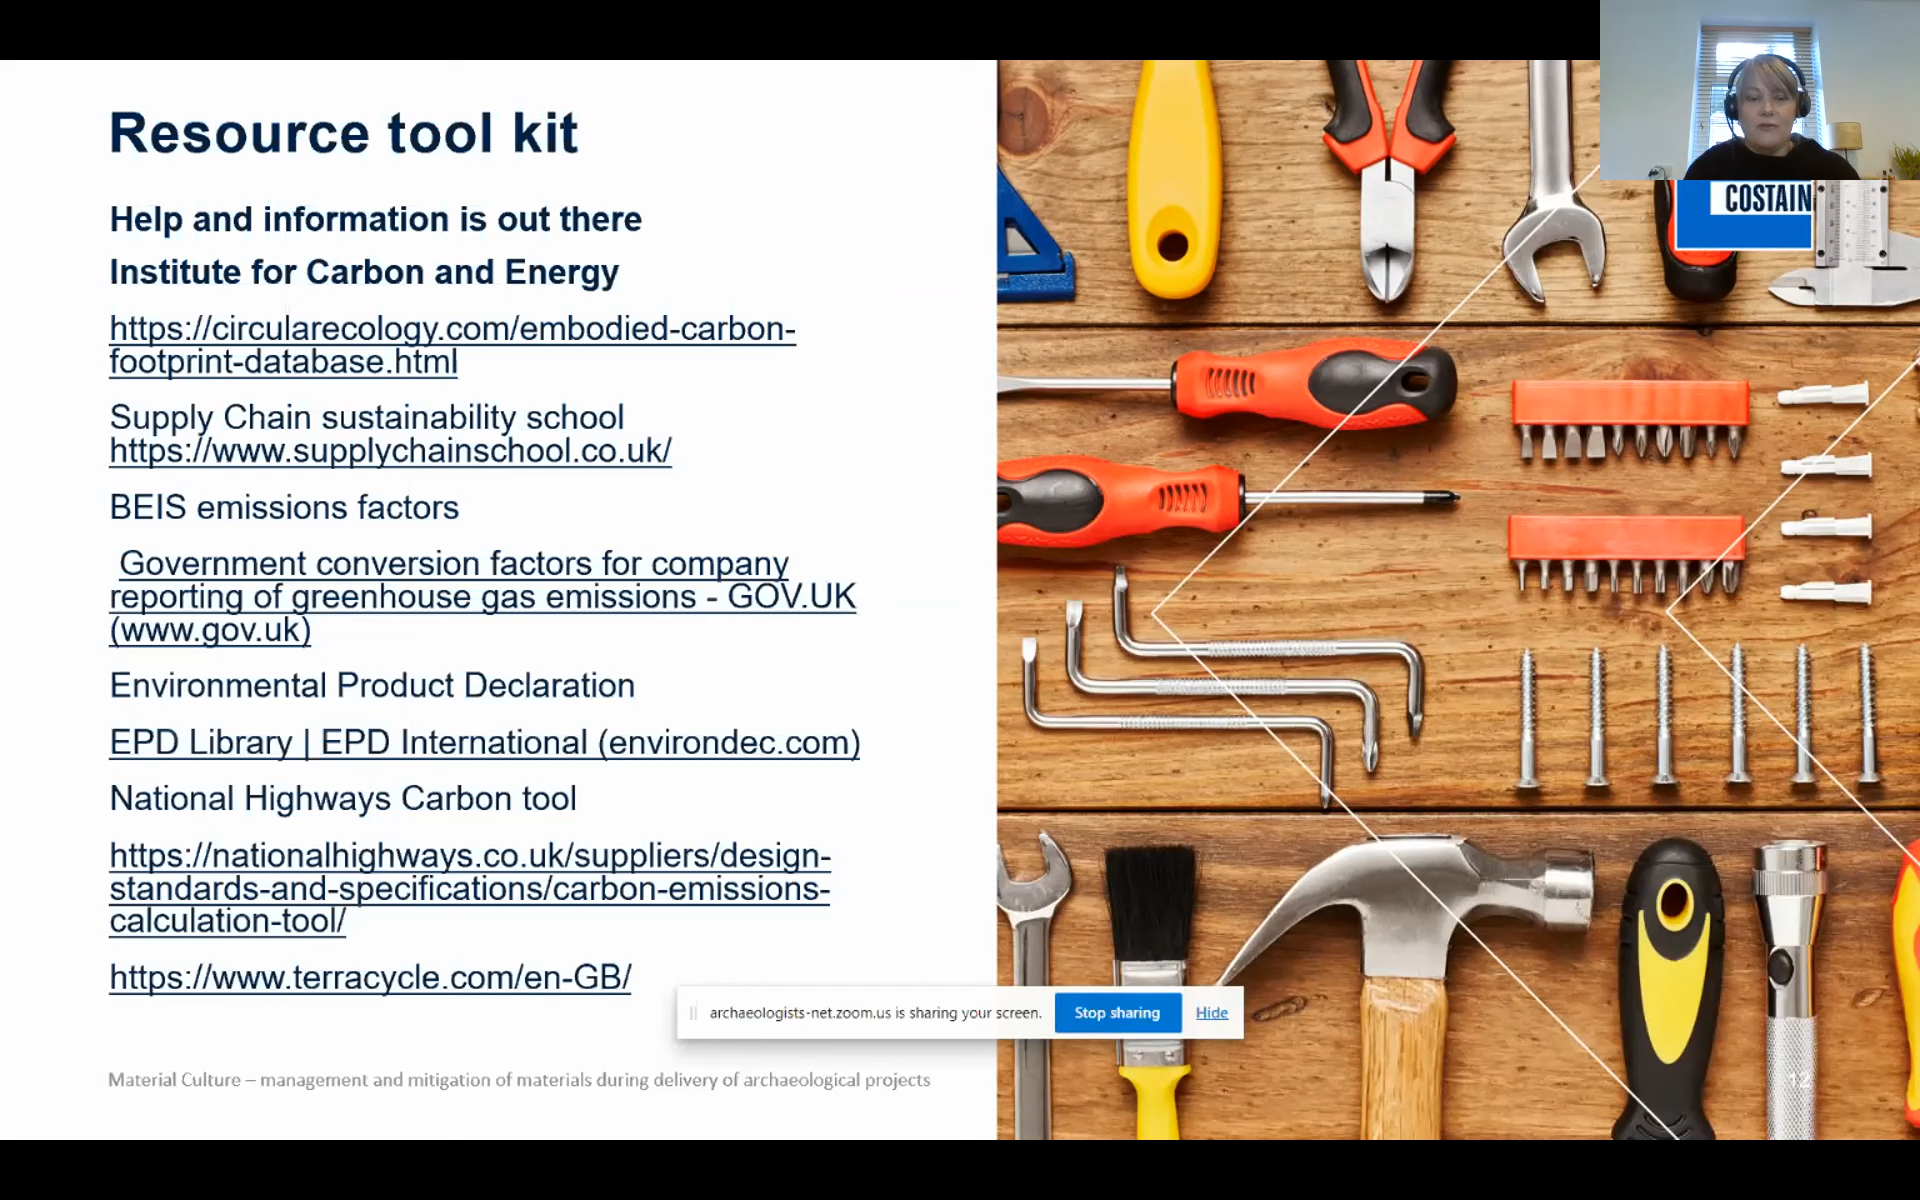 Resource tool kit
Help and information is out there
Institute for Carbon and Energy
https://circularecology.com/embodied-carbon-
footprint-database.html
Supply Chain sustainability school
https://www.supplychainschool.co.uk/
BEIS emissions factors
Government conversion factors for company
reporting of greenhouse gas emissions - GOV.UK
(www.gov.uk)
Environmental Product Declaration
EPD Library | EPD International (environdec.com)
National Highways Carbon tool
https://nationalhighways.co.uk/suppliers/design-
standards-and-specifications/carbon-emissions-
calculation-tool/
https://www.terracycle.com/en-GB/
archaeologists-net.zoom.us is sharing your screen. Stop sharing Hide
Material Culture – management and mitigation of materials during delivery of archaeological projects
COSTAIN
12